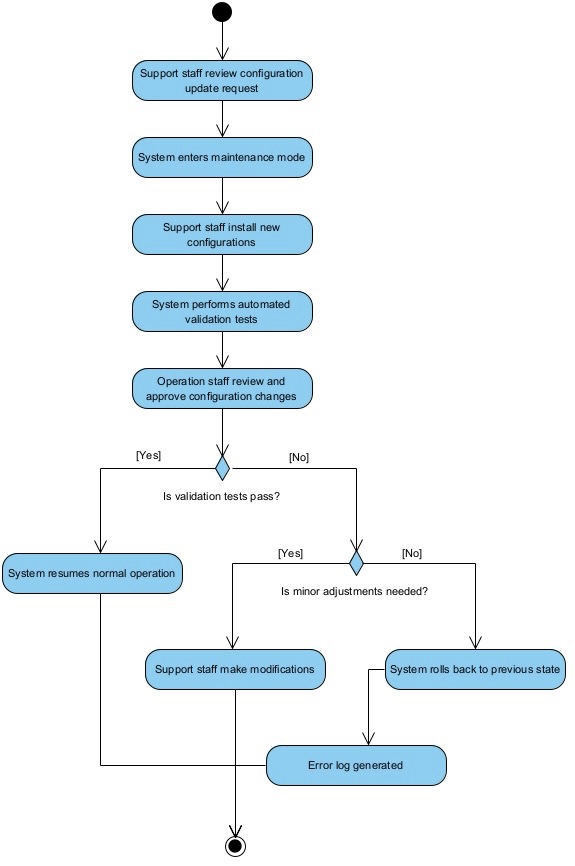 Support staff review configuration
update request
System enters maintenance mode
Support staff install new
configurations
System performs automated
validation tests
Operation staff review and
approve configuration changes
[Yes]
[No]
Is validation tests pass?
System resumes normal operation
[Yes]
[No]
Is minor adjustments needed?
Support staff make modifications
System rolls back to previous state
Error log generated